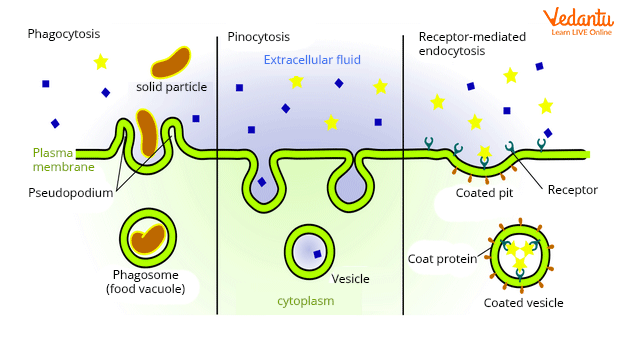 Vedantu
Learn LIVE Online
Phagocytosis
Pinocytosis
Receptor-mediated
endocytosis
Extracellular fluid
solid particle
Plasma
membrane
Pseudopodium
Coated pit
Receptor
Phagosome
(food vacuole)
Vesicle
cytoplasm
Coat protein
Coated vesicle